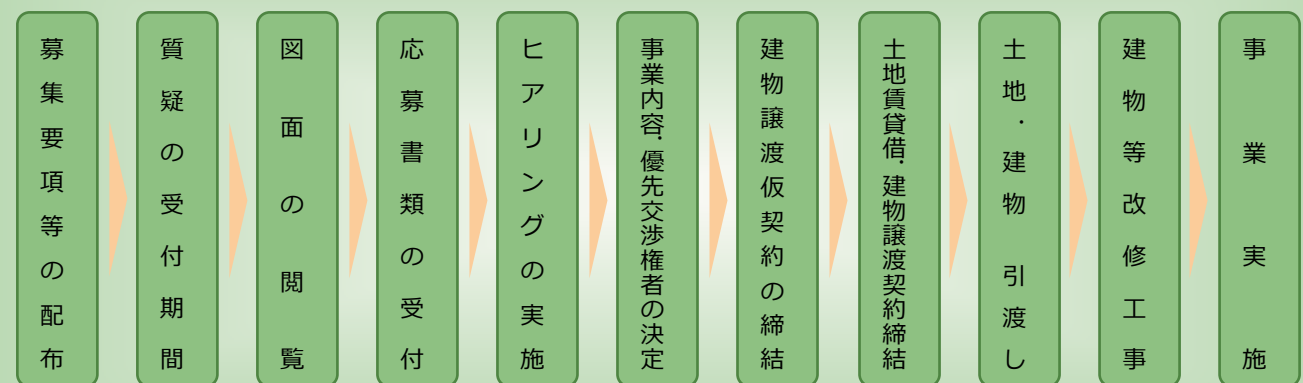 募集要項等の配布
質疑の受付期間
図面の閲覧
応募書類の受付
ヒアリングの実施
事業内容・優先交渉権者の決定
建物譲渡仮契約の締結
土地賃貸借・建物譲渡契約締結
土地・建物 引渡し
建物等改修工事
事業実施